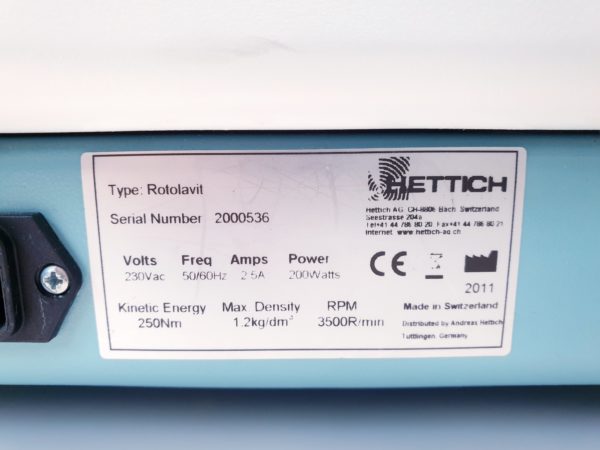 HETTICH
Type: Rotolavit
Serial Number 2000536
Hettich AG, CH-8806 Bäch, Switzerland
Seestrasse 204a
Tel+41 44 786 80 20, Fax+41 44 786 80 21
Internet: www.hettich-ag.ch
Volts Freq Amps Power
230Vac 50/60Hz 2.5A 200Watts
CE
2011
Kinetic Energy Max. Density RPM
250Nm 1.2kg/dm³ 3500R/min
Made in Switzerland
Distributed by Andreas Hettich
Tuttlingen, Germany